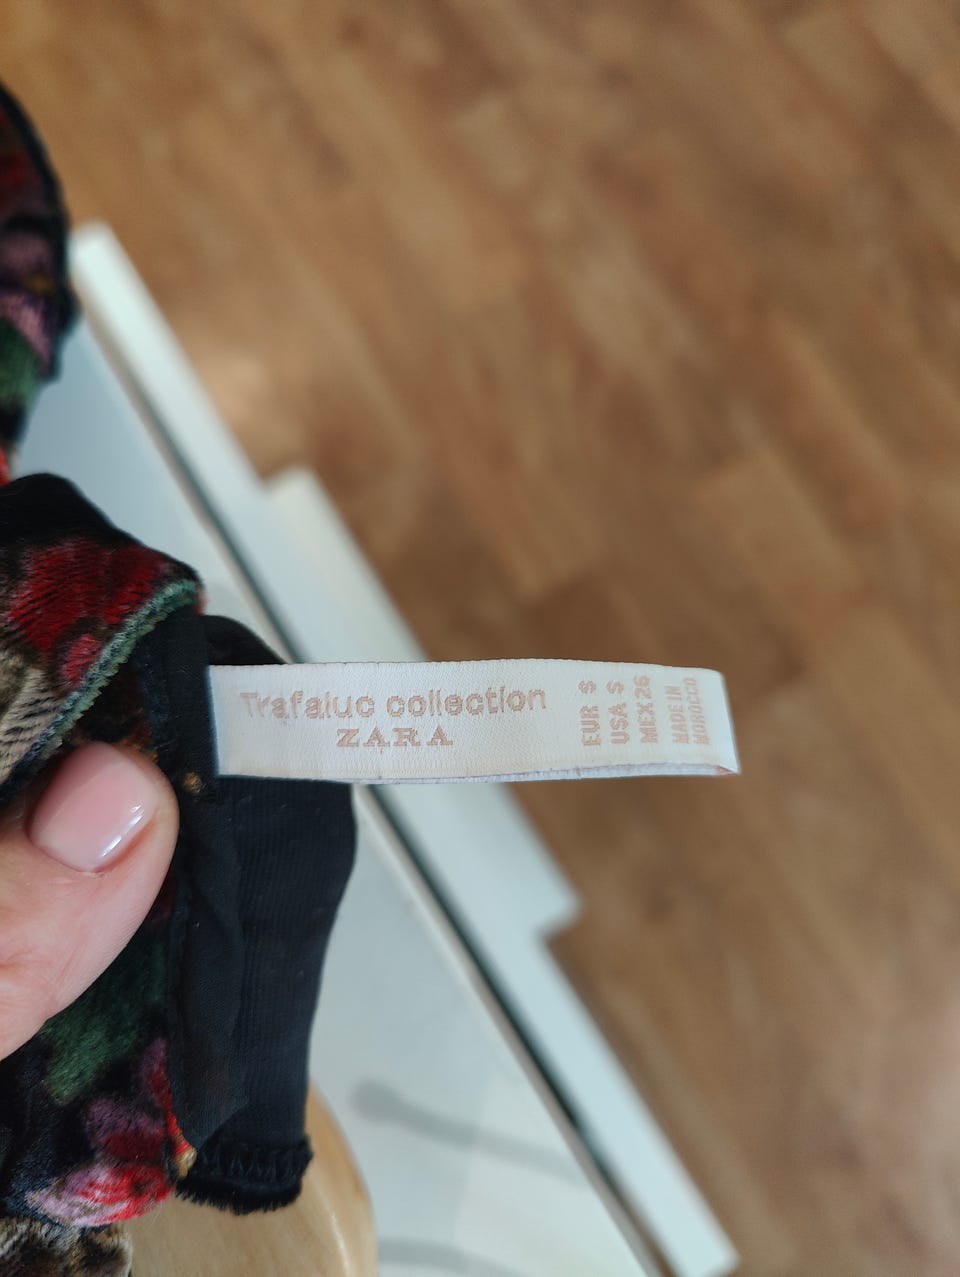 Trafaluc collection
ZARA
EUR S
USA S
MEX 26
MADE IN
MOROCCO